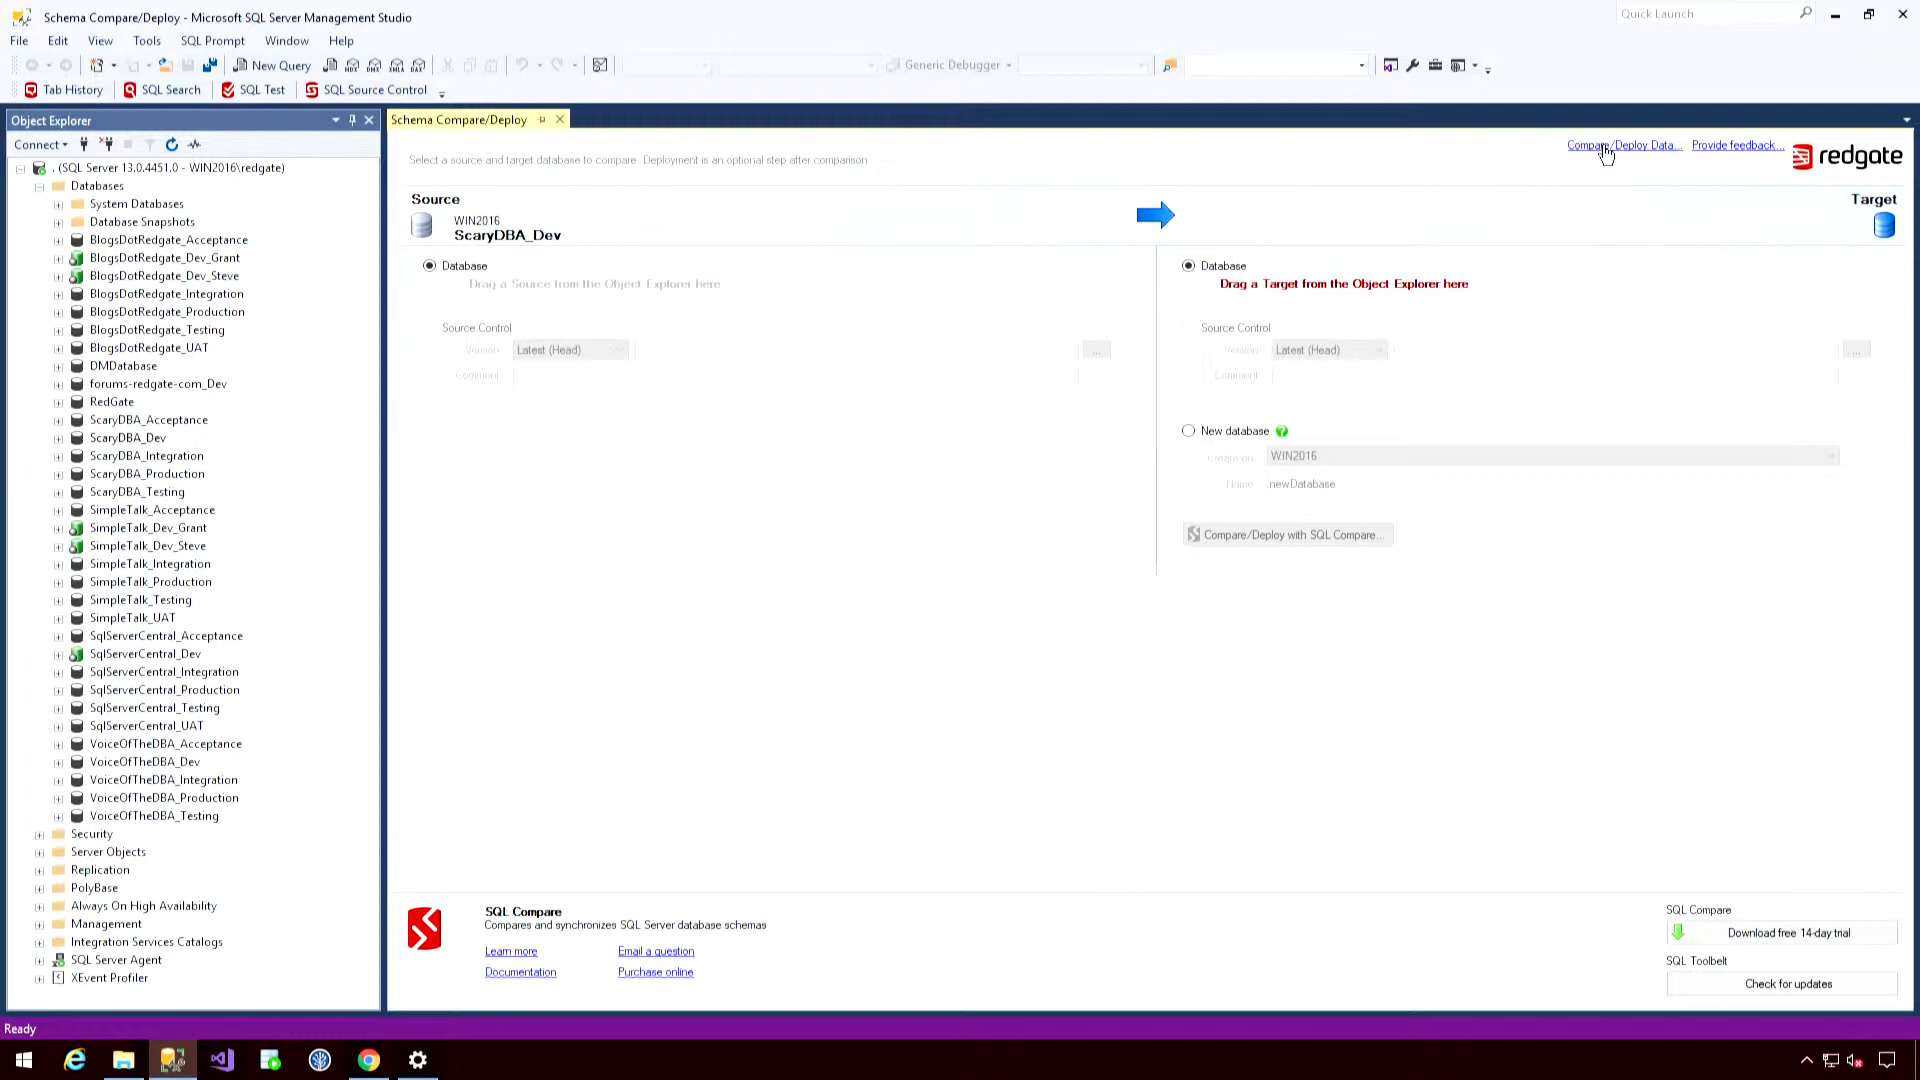 Schema Compare/Deploy - Microsoft SQL Server Management Studio
Quick Launch
File Edit View Tools SQL Prompt Window Help
New Query
Generic Debugger
Tab History SQL Search SQL Test SQL Source Control
Object Explorer
Connect
. (SQL Server 13.0.4451.0 - WIN2016\redgate)
Databases
System Databases
Database Snapshots
BlogsDotRedgate_Acceptance
BlogsDotRedgate_Dev_Grant
BlogsDotRedgate_Dev_Steve
BlogsDotRedgate_Integration
BlogsDotRedgate_Production
BlogsDotRedgate_Testing
BlogsDotRedgate_UAT
DMDatabase
forums-redgate-com_Dev
RedGate
ScaryDBA_Acceptance
ScaryDBA_Dev
ScaryDBA_Integration
ScaryDBA_Production
ScaryDBA_Testing
SimpleTalk_Acceptance
SimpleTalk_Dev_Grant
SimpleTalk_Dev_Steve
SimpleTalk_Integration
SimpleTalk_Production
SimpleTalk_Testing
SimpleTalk_UAT
SqlServerCentral_Acceptance
SqlServerCentral_Dev
SqlServerCentral_Integration
SqlServerCentral_Production
SqlServerCentral_Testing
SqlServerCentral_UAT
VoiceOfTheDBA_Acceptance
VoiceOfTheDBA_Dev
VoiceOfTheDBA_Integration
VoiceOfTheDBA_Production
VoiceOfTheDBA_Testing
Security
Server Objects
Replication
PolyBase
Always On High Availability
Management
Integration Services Catalogs
SQL Server Agent
XEvent Profiler
Schema Compare/Deploy
Select a source and target database to compare. Deployment is an optional step after comparison
Compare/Deploy Data... Provide feedback...
redgate
Source
WIN2016
ScaryDBA_Dev
Target
Database
Drag a Source from the Object Explorer here
Source Control
Version Latest (Head)
...
Comment
Database
Drag a Target from the Object Explorer here
Source Control
Version Latest (Head)
...
Comment
New database
Create on WIN2016
Name newDatabase
Compare/Deploy with SQL Compare...
SQL Compare
Compares and synchronizes SQL Server database schemas
Learn more Email a question
Documentation Purchase online
SQL Compare
Download free 14-day trial
SQL Toolbelt
Check for updates
Ready